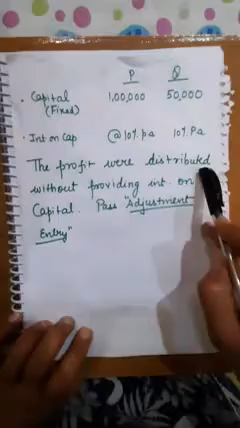 P Q
· Capital 1,00,000 50,000
(Fixed)
· Int on Cap @10% pa 10% Pa
The profit were distributed
without providing int. on
Capital. Pass "Adjustment
Entry"